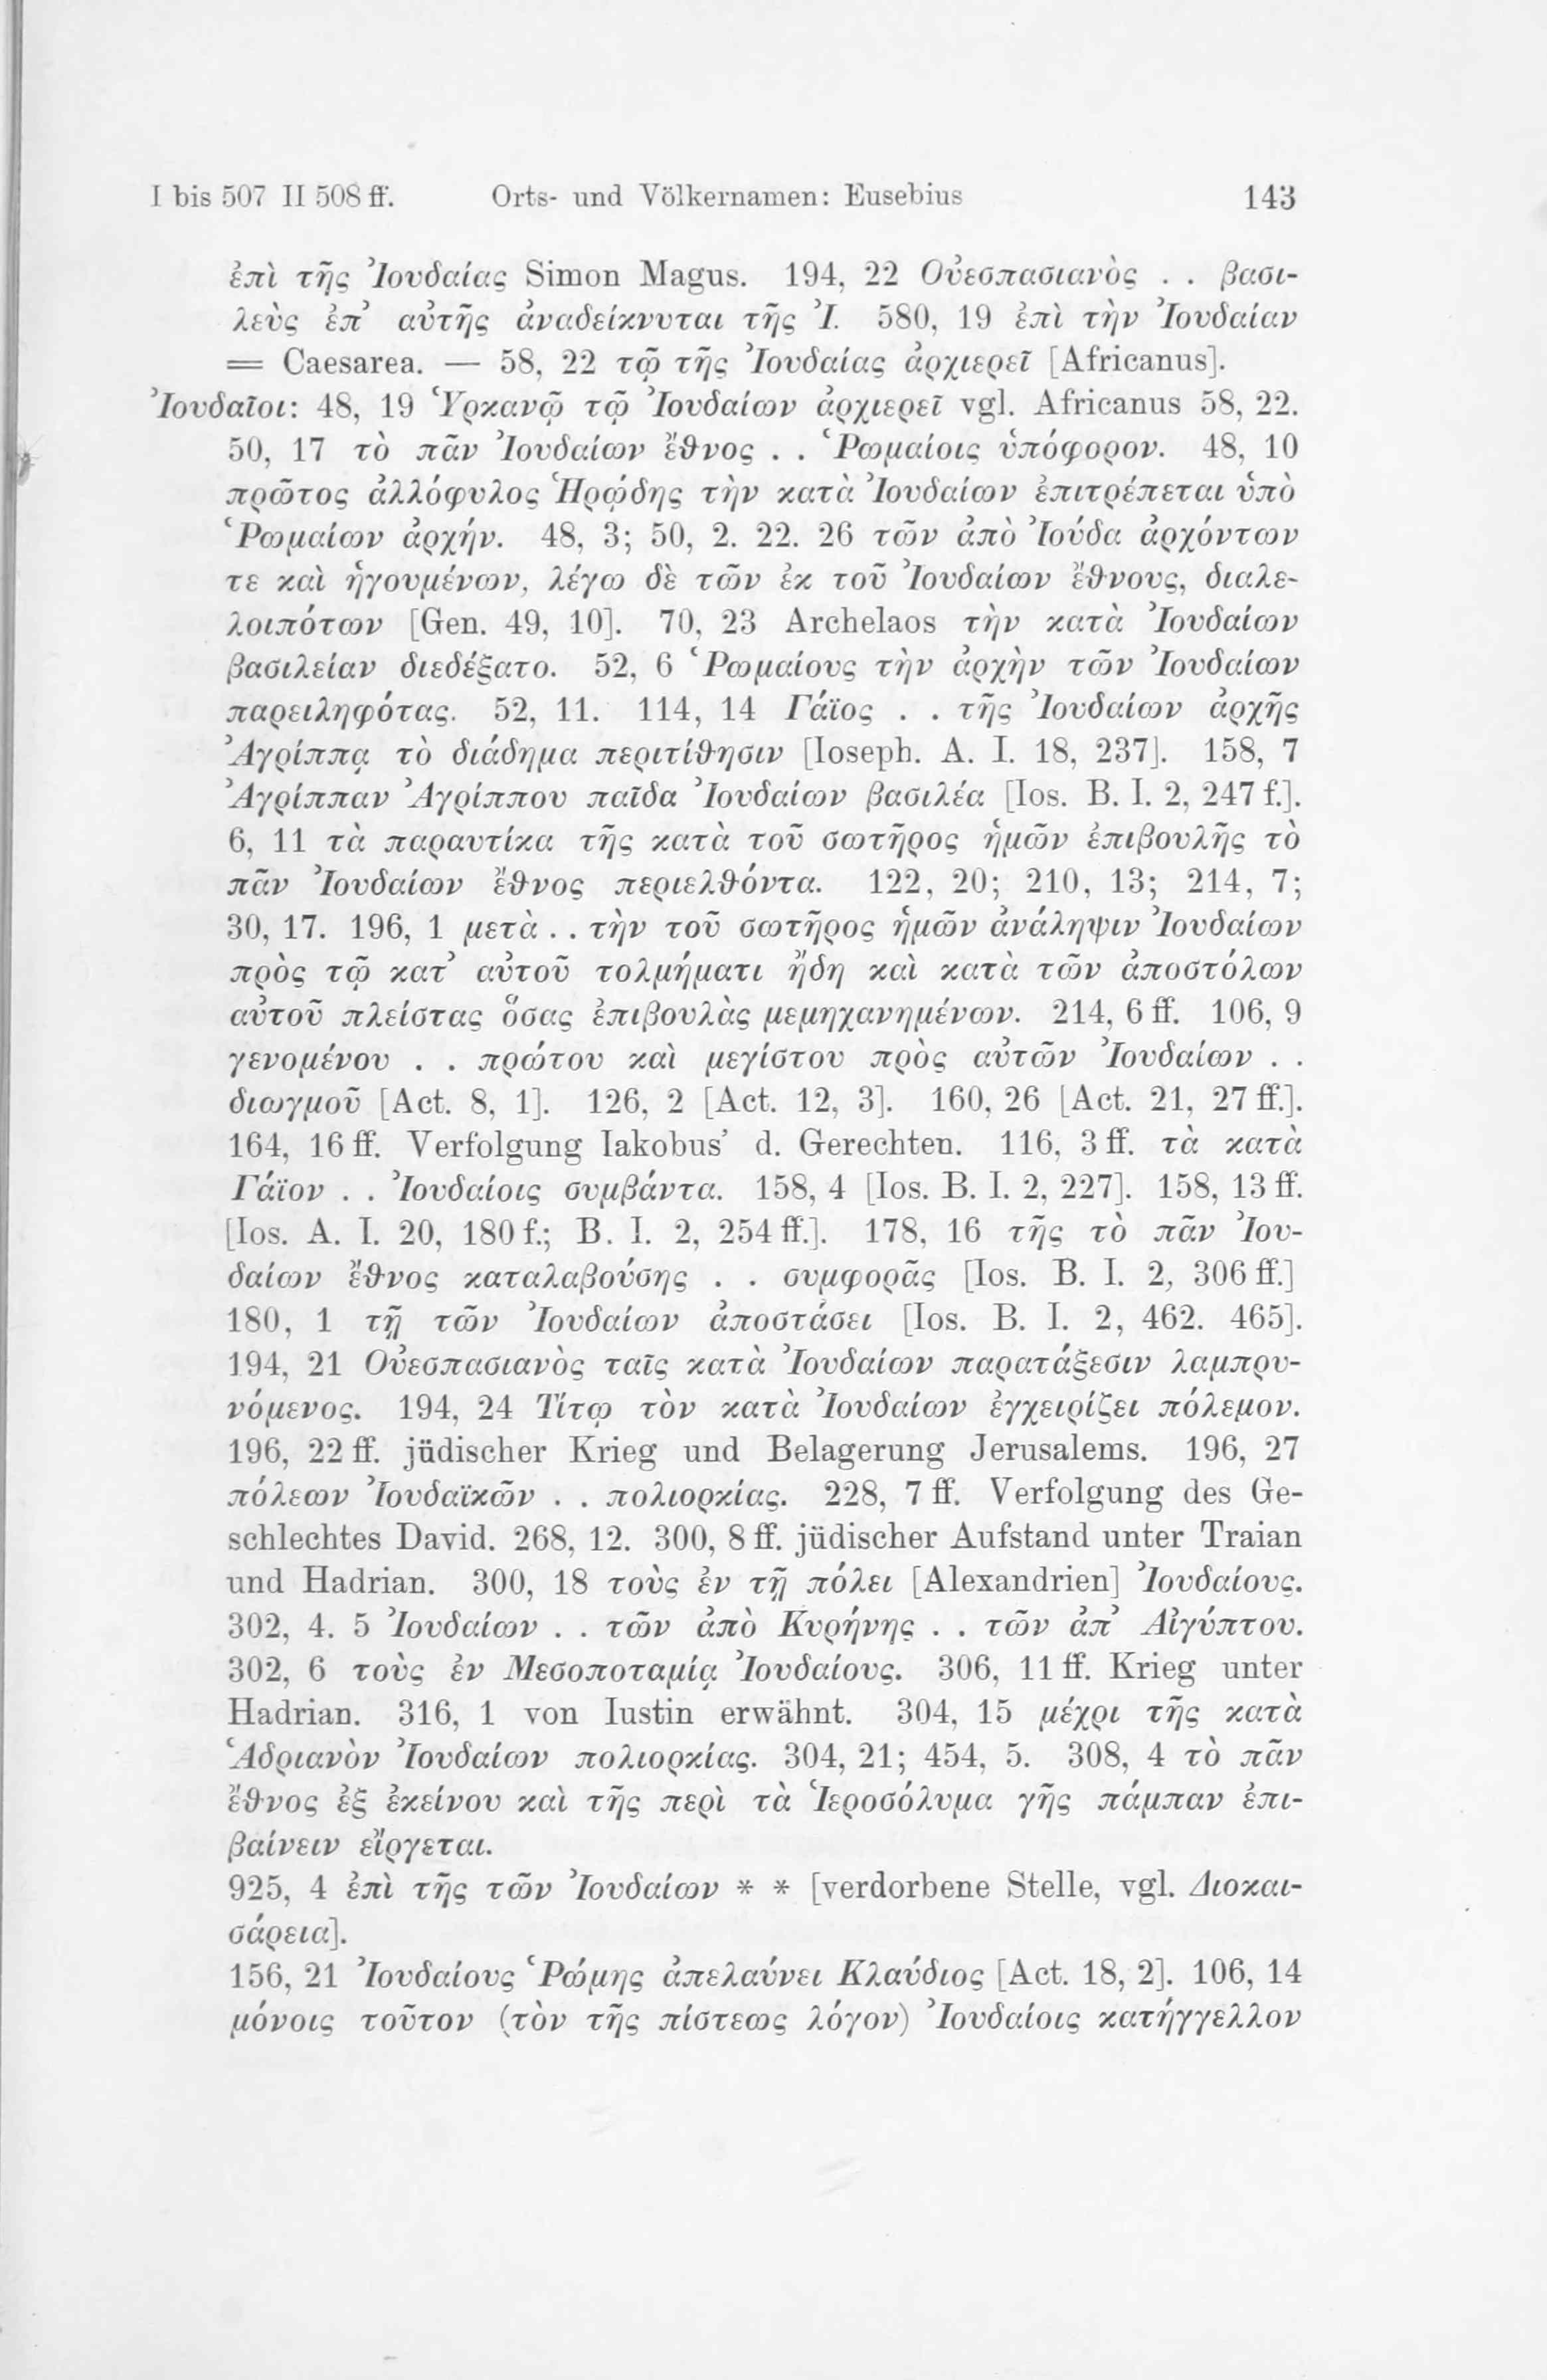 I bis 507 II 508 ff. Orts- und Völkernamen: Eusebius 143
ἐπὶ τῆς Ἰουδαίας Simon Magus. 194, 22 Οὐεσπασιανὸς . . βασι-
λεὺς ἐπ’ αὐτῆς ἀναδείκνυται τῆς Ἰ. 580, 19 ἐπὶ τὴν Ἰουδαίαν
= Caesarea. — 58, 22 τῷ τῆς Ἰουδαίας ἀρχιερεῖ [Africanus].
Ἰουδαῖοι: 48, 19 Ὑρκανῷ τῷ Ἰουδαίων ἀρχιερεῖ vgl. Africanus 58, 22.
50, 17 τὸ πᾶν Ἰουδαίων ἔθνος . . Ῥωμαίοις ὑπόφορον. 48, 10
πρῶτος ἀλλόφυλος Ἡρῴδης τὴν κατὰ Ἰουδαίων ἐπιτρέπεται ὑπὸ
Ῥωμαίων ἀρχήν. 48, 3; 50, 2. 22. 26 τῶν ἀπὸ Ἰούδα ἀρχόντων
τε καὶ ἡγουμένων, λέγω δὲ τῶν ἐκ τοῦ Ἰουδαίων ἔθνους, διαλε-
λοιπότων [Gen. 49, 10]. 70, 23 Archelaos τὴν κατὰ Ἰουδαίων
βασιλείαν διεδέξατο. 52, 6 Ῥωμαίους τὴν ἀρχὴν τῶν Ἰουδαίων
παρειληφότας. 52, 11. 114, 14 Γάϊος . . τῆς Ἰουδαίων ἀρχῆς
Ἀγρίππᾳ τὸ διάδημα περιτίθησιν [Ioseph. A. I. 18, 237]. 158, 7
Ἀγρίππαν Ἀγρίππου παῖδα Ἰουδαίων βασιλέα [Ios. B. I. 2, 247 f.].
6, 11 τὰ παραυτίκα τῆς κατὰ τοῦ σωτῆρος ἡμῶν ἐπιβουλῆς τὸ
πᾶν Ἰουδαίων ἔθνος περιελθόντα. 122, 20; 210, 13; 214, 7;
30, 17. 196, 1 μετὰ . . τὴν τοῦ σωτῆρος ἡμῶν ἀνάληψιν Ἰουδαίων
πρὸς τῷ κατ’ αὐτοῦ τολμήματι ἤδη καὶ κατὰ τῶν ἀποστόλων
αὐτοῦ πλείστας ὅσας ἐπιβουλὰς μεμηχανημένων. 214, 6 ff. 106, 9
γενομένου . . πρώτου καὶ μεγίστου πρὸς αὐτῶν Ἰουδαίων . .
διωγμοῦ [Act. 8, 1]. 126, 2 [Act. 12, 3]. 160, 26 [Act. 21, 27 ff.].
164, 16 ff. Verfolgung Iakobus’ d. Gerechten. 116, 3 ff. τὰ κατὰ
Γάϊον . . Ἰουδαίοις συμβάντα. 158, 4 [Ios. B. I. 2, 227]. 158, 13 ff.
[Ios. A. I. 20, 180 f.; B. I. 2, 254 ff.]. 178, 16 τῆς τὸ πᾶν Ἰου-
δαίων ἔθνος καταλαβούσης . . συμφορᾶς [Ios. B. I. 2, 306 ff.]
180, 1 τῇ τῶν Ἰουδαίων ἀποστάσει [Ios. B. I. 2, 462. 465].
194, 21 Οὐεσπασιανὸς ταῖς κατὰ Ἰουδαίων παρατάξεσιν λαμπρυ-
νόμενος. 194, 24 Τίτῳ τὸν κατὰ Ἰουδαίων ἐγχειρίζει πόλεμον.
196, 22 ff. jüdischer Krieg und Belagerung Jerusalems. 196, 27
πόλεων Ἰουδαϊκῶν . . πολιορκίας. 228, 7 ff. Verfolgung des Ge-
schlechtes David. 268, 12. 300, 8 ff. jüdischer Aufstand unter Traian
und Hadrian. 300, 18 τοὺς ἐν τῇ πόλει [Alexandrien] Ἰουδαίους.
302, 4. 5 Ἰουδαίων . . τῶν ἀπὸ Κυρήνης . . τῶν ἀπ’ Αἰγύπτου.
302, 6 τοὺς ἐν Μεσοποταμίᾳ Ἰουδαίους. 306, 11 ff. Krieg unter
Hadrian. 316, 1 von Iustin erwähnt. 304, 15 μέχρι τῆς κατὰ
Ἁδριανὸν Ἰουδαίων πολιορκίας. 304, 21; 454, 5. 308, 4 τὸ πᾶν
ἔθνος ἐξ ἐκείνου καὶ τῆς περὶ τὰ Ἱεροσόλυμα γῆς πάμπαν ἐπι-
βαίνειν εἴργεται.
925, 4 ἐπὶ τῆς τῶν Ἰουδαίων * * [verdorbene Stelle, vgl. Διοκαι-
σάρεια].
156, 21 Ἰουδαίους Ῥώμης ἀπελαύνει Κλαύδιος [Act. 18, 2]. 106, 14
μόνοις τοῦτον (τὸν τῆς πίστεως λόγον) Ἰουδαίοις κατήγγελλον